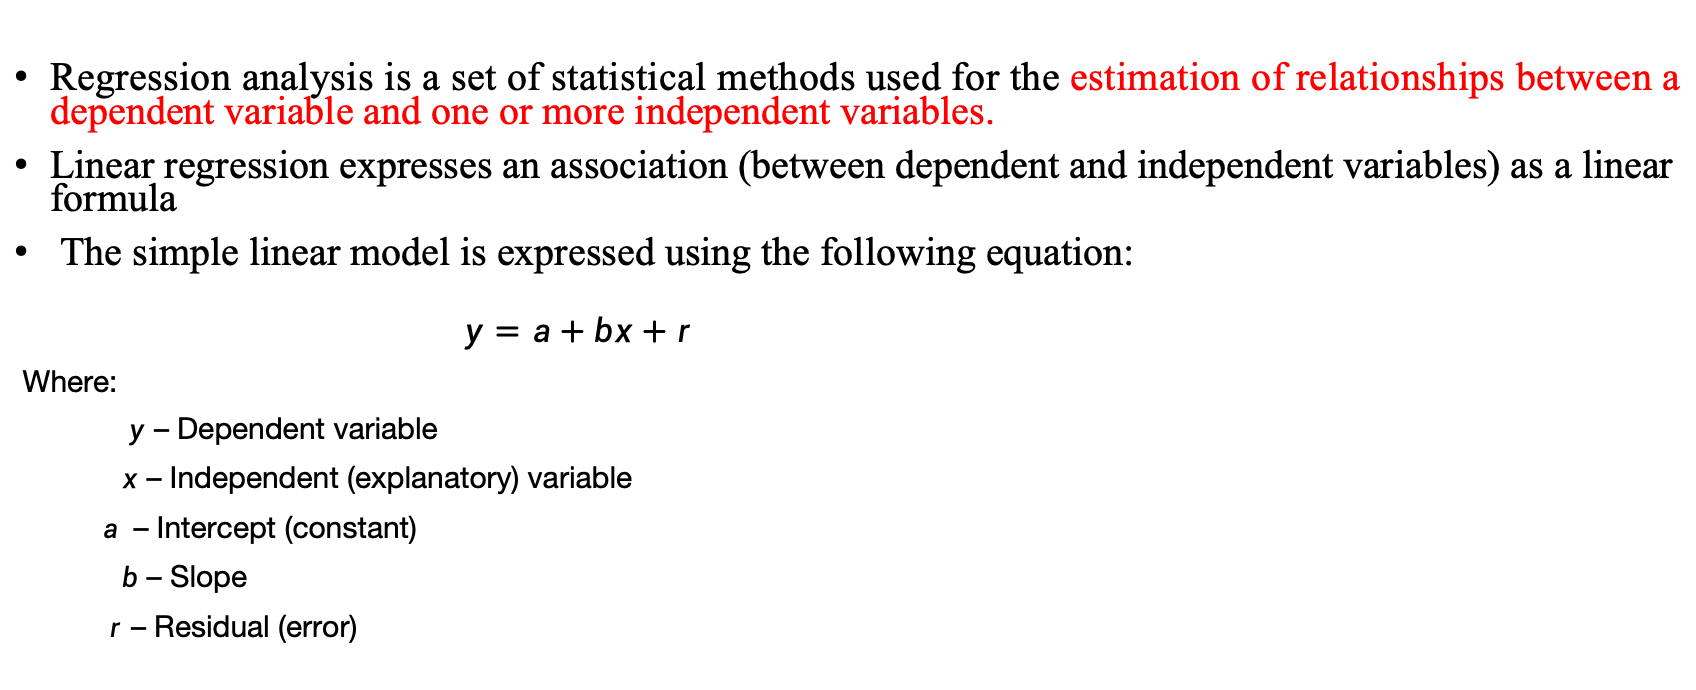 • Regression analysis is a set of statistical methods used for the estimation of relationships between a
dependent variable and one or more independent variables.
• Linear regression expresses an association (between dependent and independent variables) as a linear
formula
• The simple linear model is expressed using the following equation:
y = a + bx + r
Where:
y – Dependent variable
x – Independent (explanatory) variable
a – Intercept (constant)
b – Slope
r – Residual (error)